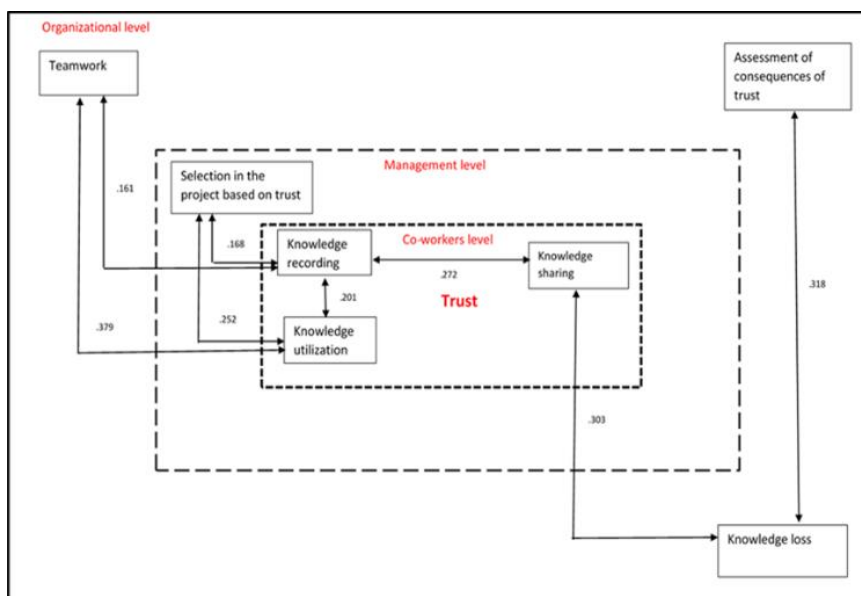 Organizational level
Teamwork
Assessment of
consequences of
trust
Management level
Selection in the
project based on trust
.161
.168
Co-workers level
Knowledge
recording
Knowledge
sharing
.272
.201
Trust
.318
.379
.252
Knowledge
utilization
.303
Knowledge loss